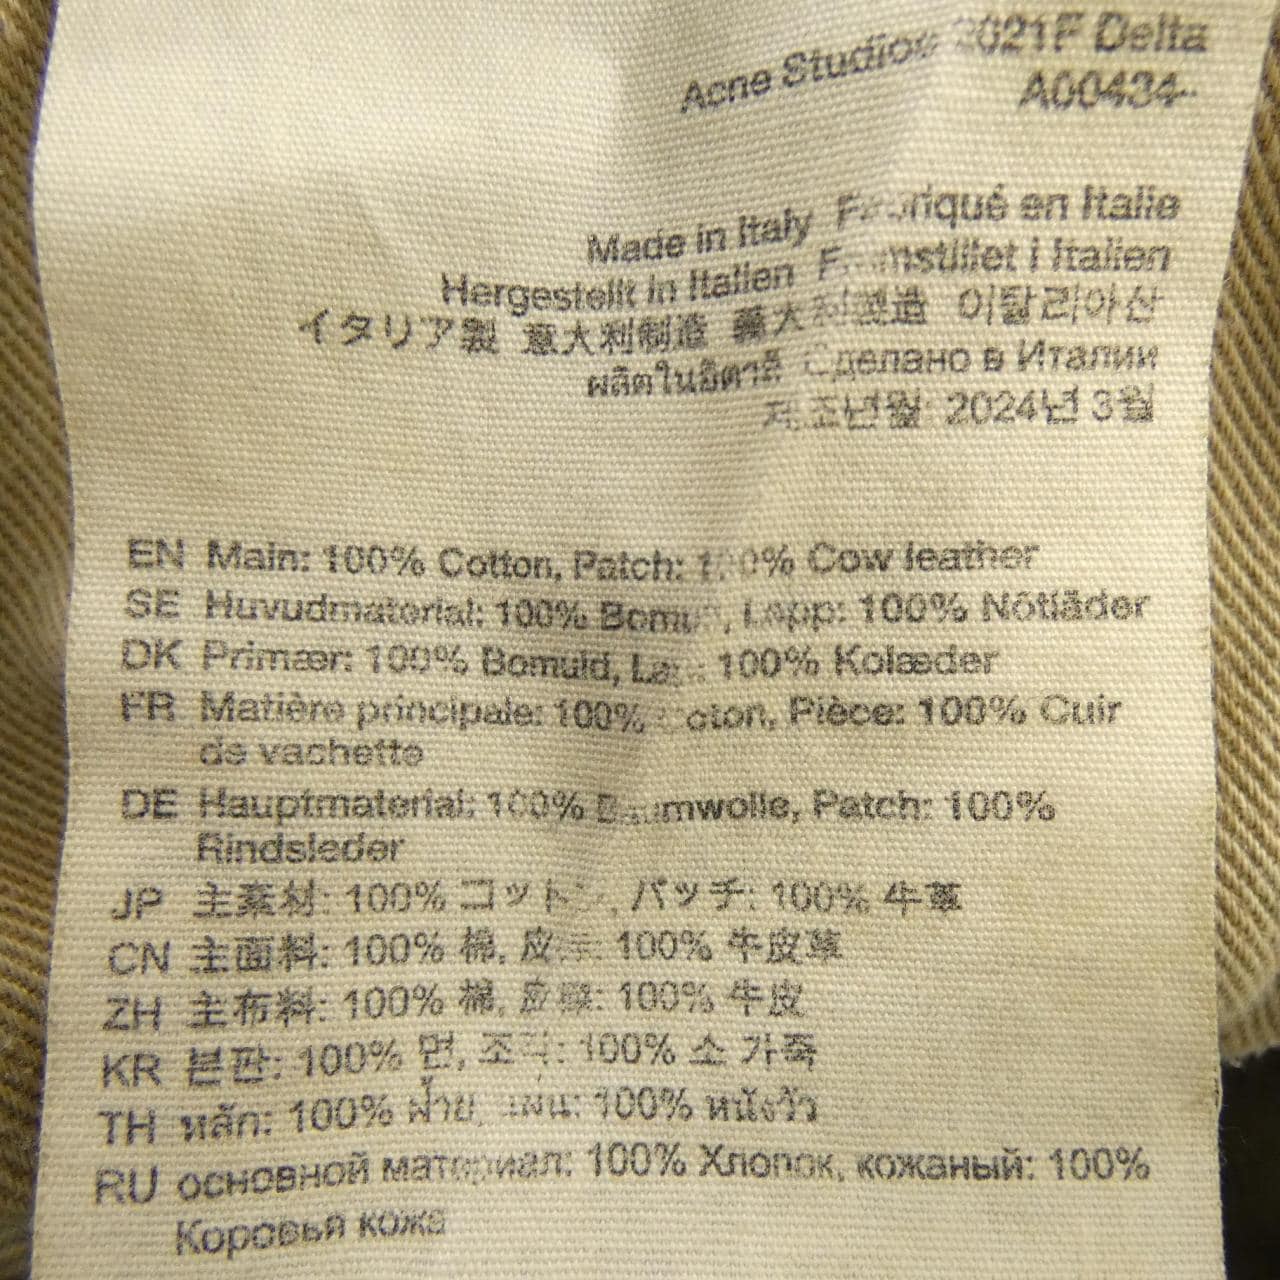 Acne Studios 2021F Delta
A00434-
Made in Italy Fabriqué en Italie
Hergestellt in Italien Framstillet i Italien
イタリア製 意大利制造 義大利製造 이탈리아산
ผลิตในอิตาลี Сделано в Италии
제조년월: 2024년 3월
EN Main: 100% Cotton, Patch: 100% Cow leather
SE Huvudmaterial: 100% Bomull, Lapp: 100% Nötläder
DK Primær: 100% Bomuld, Lap: 100% Kolæder
FR Matière principale: 100% Coton, Pièce: 100% Cuir
de vachette
DE Hauptmaterial: 100% Baumwolle, Patch: 100%
Rindsleder
JP 主素材: 100% コットン, パッチ: 100% 牛革
CN 主面料: 100% 棉, 皮标: 100% 牛皮革
ZH 主布料: 100% 棉, 皮標: 100% 牛皮
KR 본판: 100% 면, 조각: 100% 소 가죽
TH หลัก: 100% ฝ้าย, แผ่น: 100% หนังวัว
RU основной материал: 100% Хлопок, кожаный: 100%
Коровья кожа